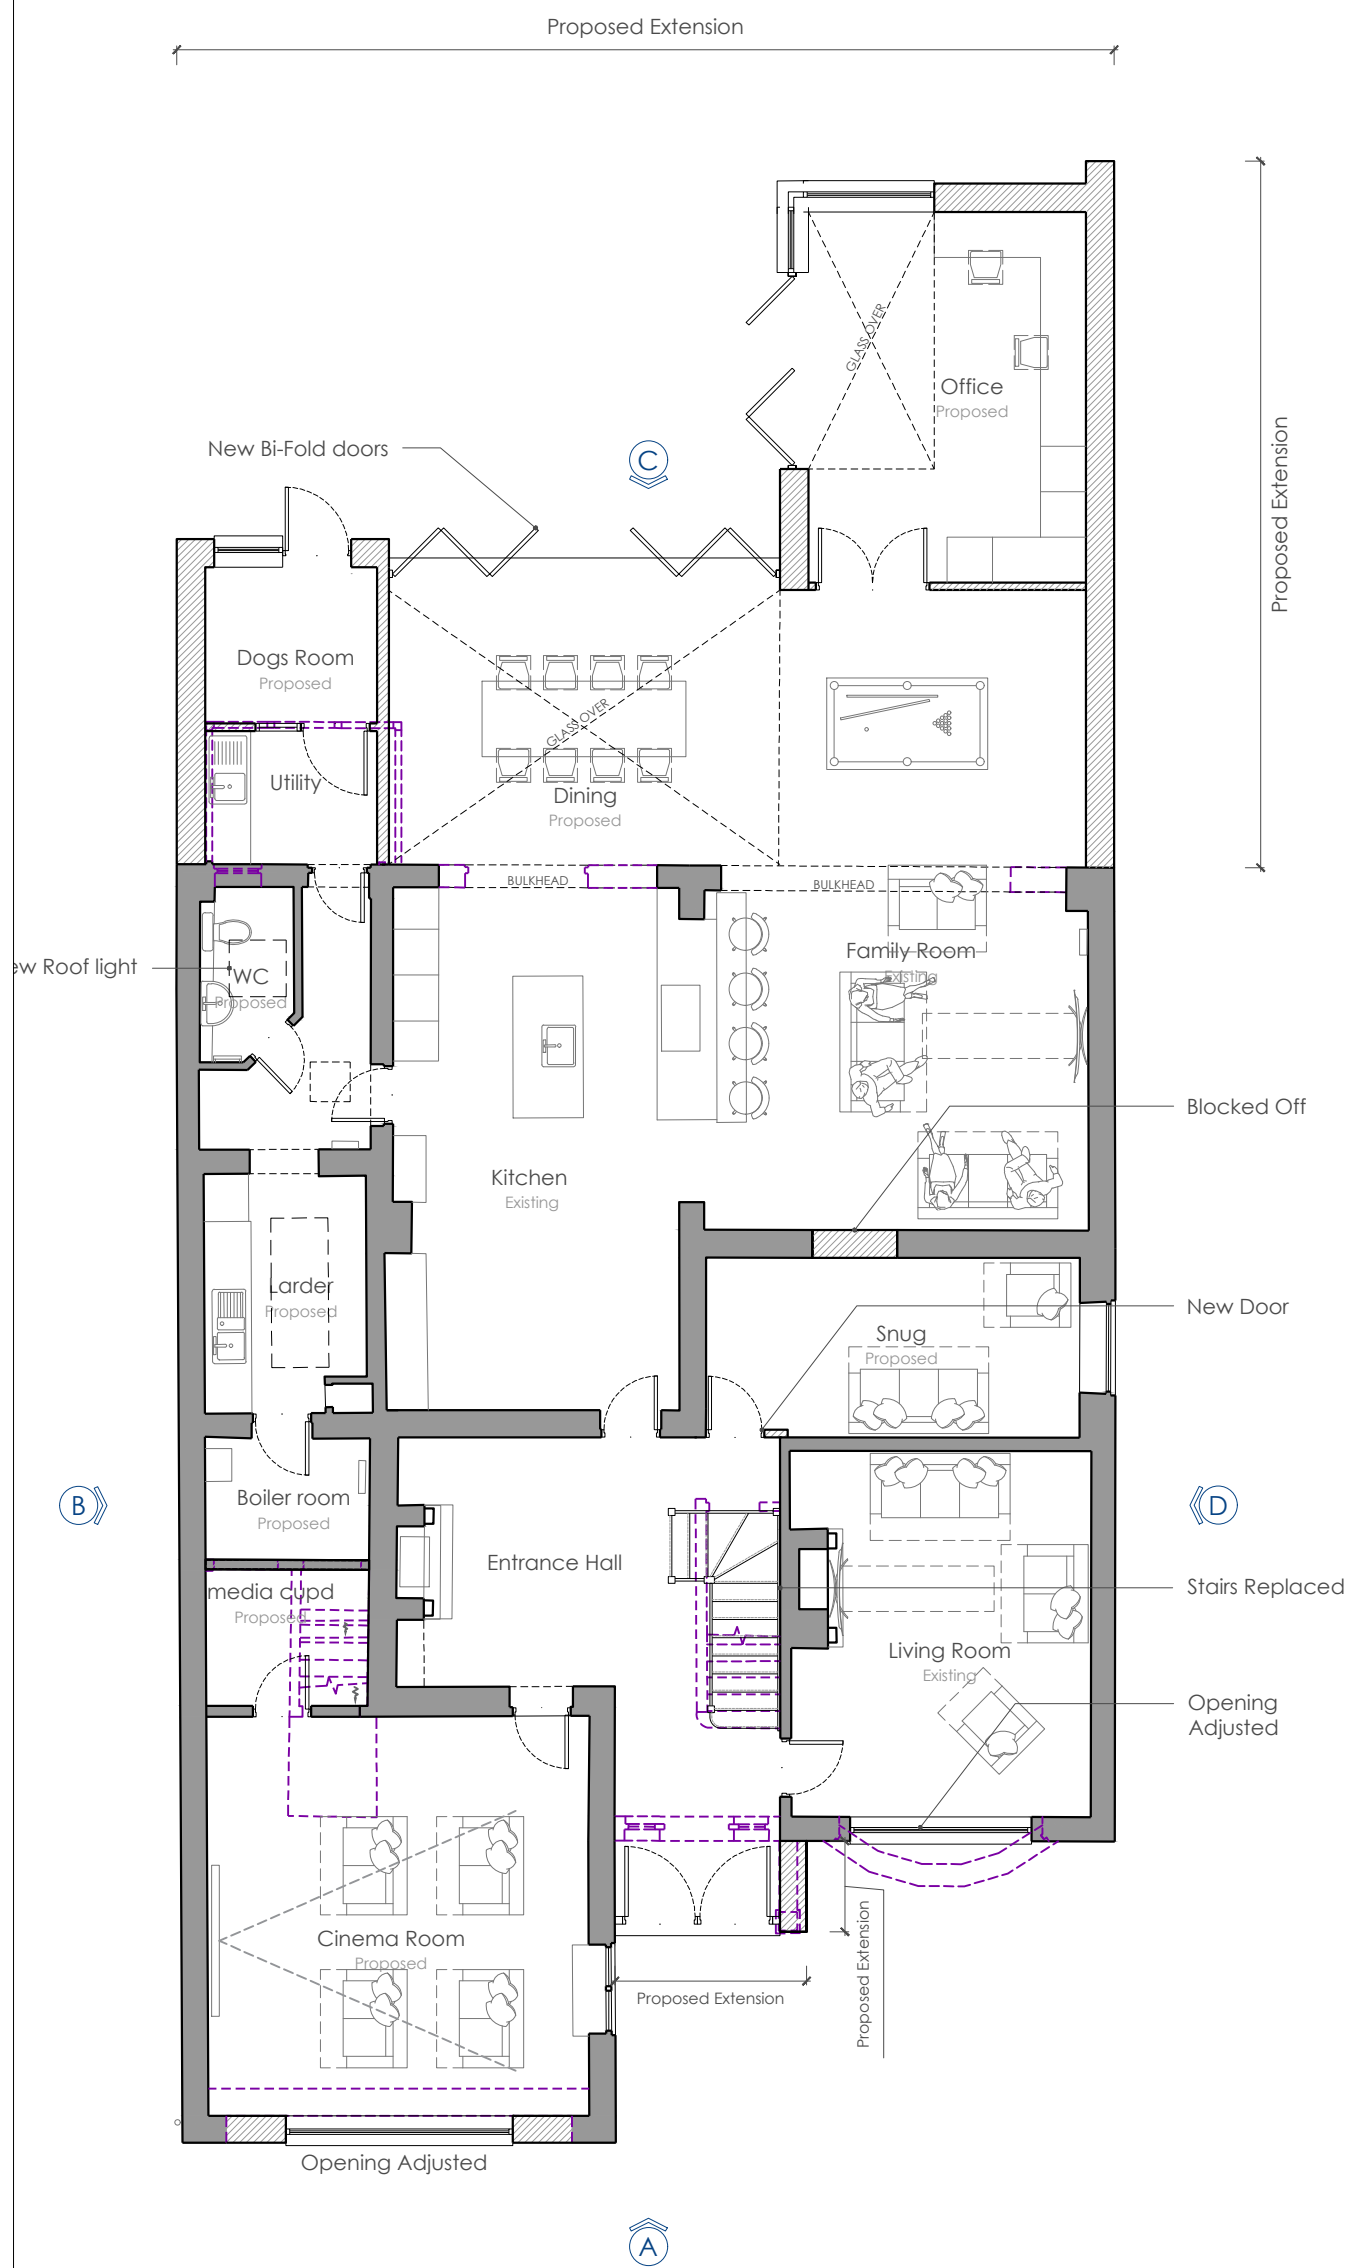 Proposed Extension
GLASS OVER
Office
Proposed
Proposed Extension
New Bi-Fold doors
C
Dogs Room
Proposed
GLASS OVER
Utility
Dining
Proposed
BULKHEAD
BULKHEAD
Family Room
Existing
ew Roof light
WC
Proposed
Blocked Off
Kitchen
Existing
Larder
Proposed
New Door
Snug
Proposed
Boiler room
Proposed
B
D
Entrance Hall
media cupd
Proposed
Stairs Replaced
Living Room
Existing
Opening
Adjusted
Cinema Room
Proposed
Proposed Extension
Proposed Extension
Opening Adjusted
A